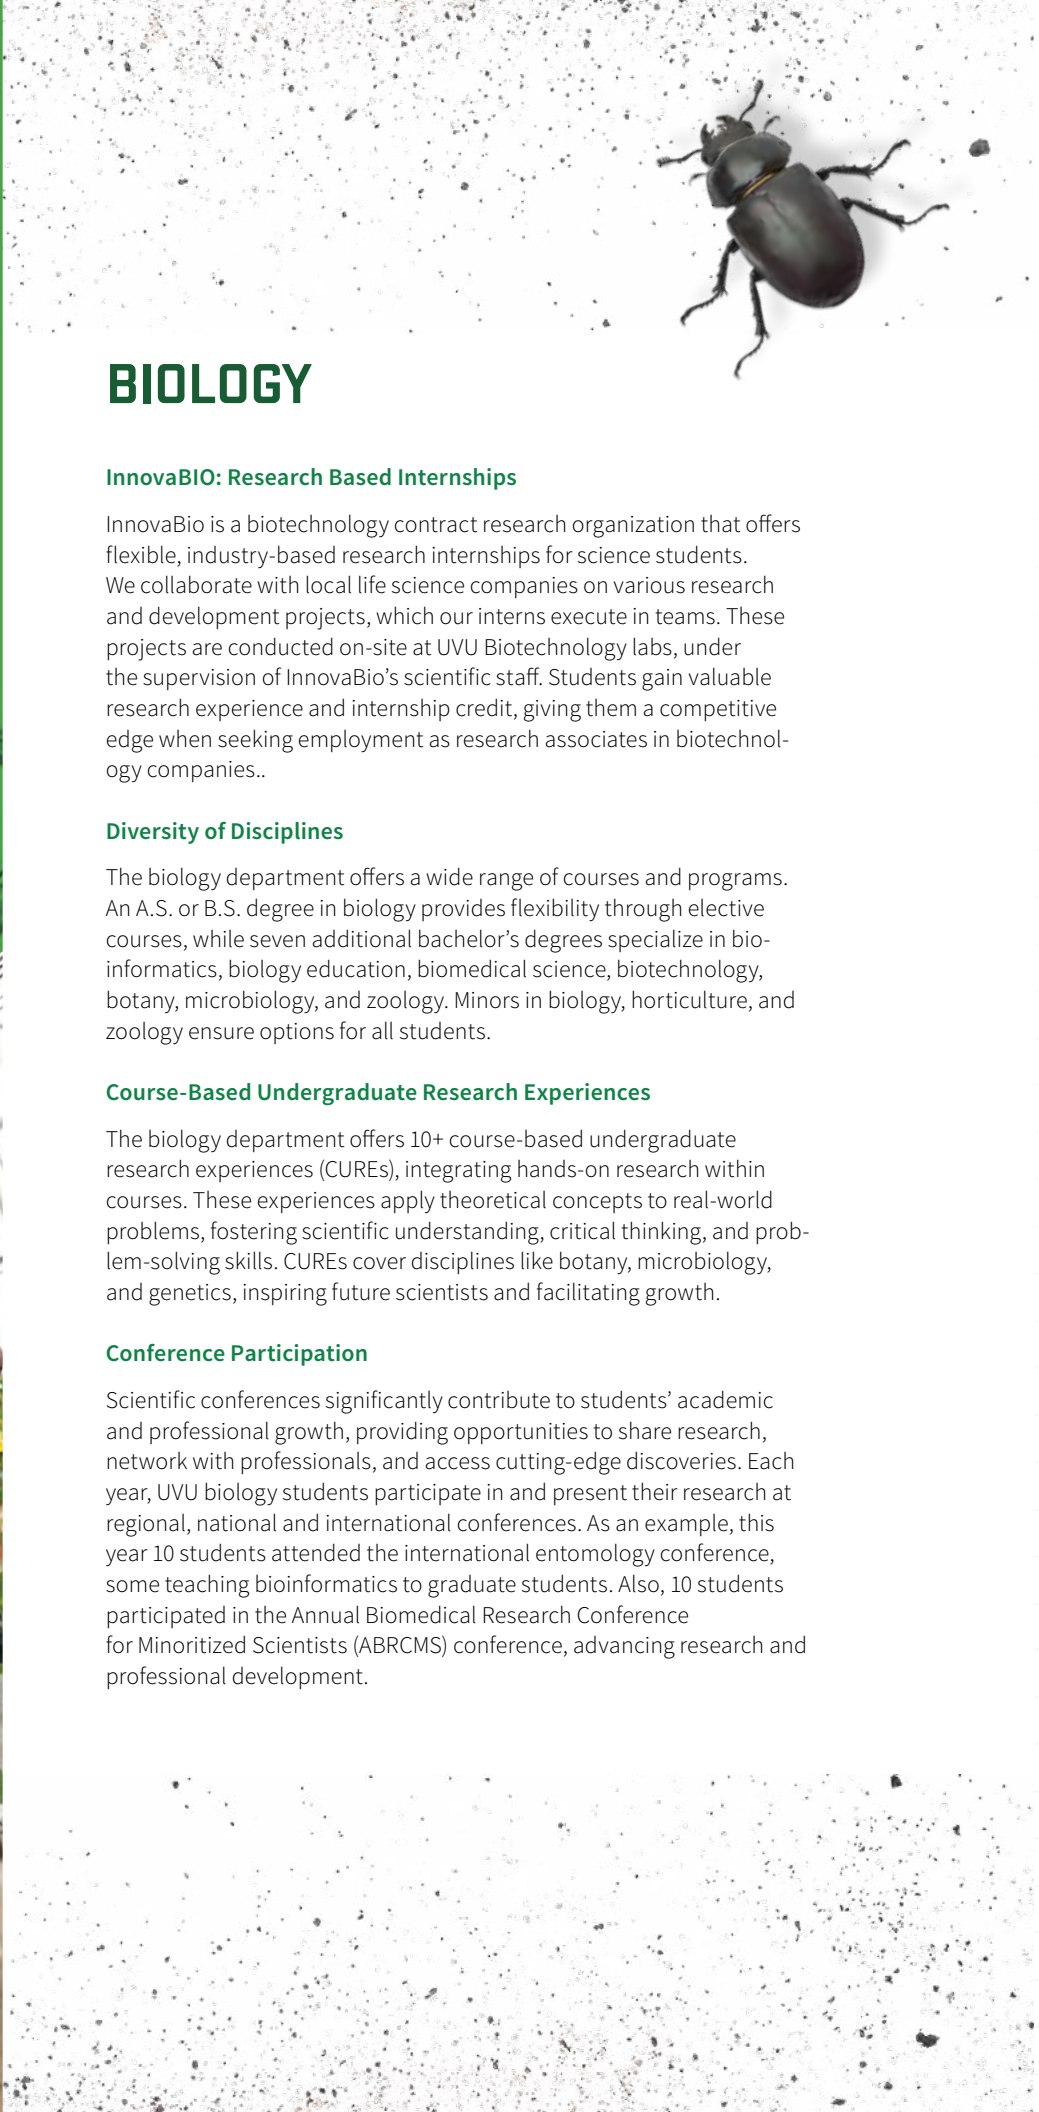 BIOLOGY
InnovaBIO: Research Based Internships
InnovaBio is a biotechnology contract research organization that offers
flexible, industry-based research internships for science students.
We collaborate with local life science companies on various research
and development projects, which our interns execute in teams. These
projects are conducted on-site at UVU Biotechnology labs, under
the supervision of InnovaBio’s scientific staff. Students gain valuable
research experience and internship credit, giving them a competitive
edge when seeking employment as research associates in biotechnol-
ogy companies..
Diversity of Disciplines
The biology department offers a wide range of courses and programs.
An A.S. or B.S. degree in biology provides flexibility through elective
courses, while seven additional bachelor’s degrees specialize in bio-
informatics, biology education, biomedical science, biotechnology,
botany, microbiology, and zoology. Minors in biology, horticulture, and
zoology ensure options for all students.
Course-Based Undergraduate Research Experiences
The biology department offers 10+ course-based undergraduate
research experiences (CUREs), integrating hands-on research within
courses. These experiences apply theoretical concepts to real-world
problems, fostering scientific understanding, critical thinking, and prob-
lem-solving skills. CUREs cover disciplines like botany, microbiology,
and genetics, inspiring future scientists and facilitating growth.
Conference Participation
Scientific conferences significantly contribute to students’ academic
and professional growth, providing opportunities to share research,
network with professionals, and access cutting-edge discoveries. Each
year, UVU biology students participate in and present their research at
regional, national and international conferences. As an example, this
year 10 students attended the international entomology conference,
some teaching bioinformatics to graduate students. Also, 10 students
participated in the Annual Biomedical Research Conference
for Minoritized Scientists (ABRCMS) conference, advancing research and
professional development.